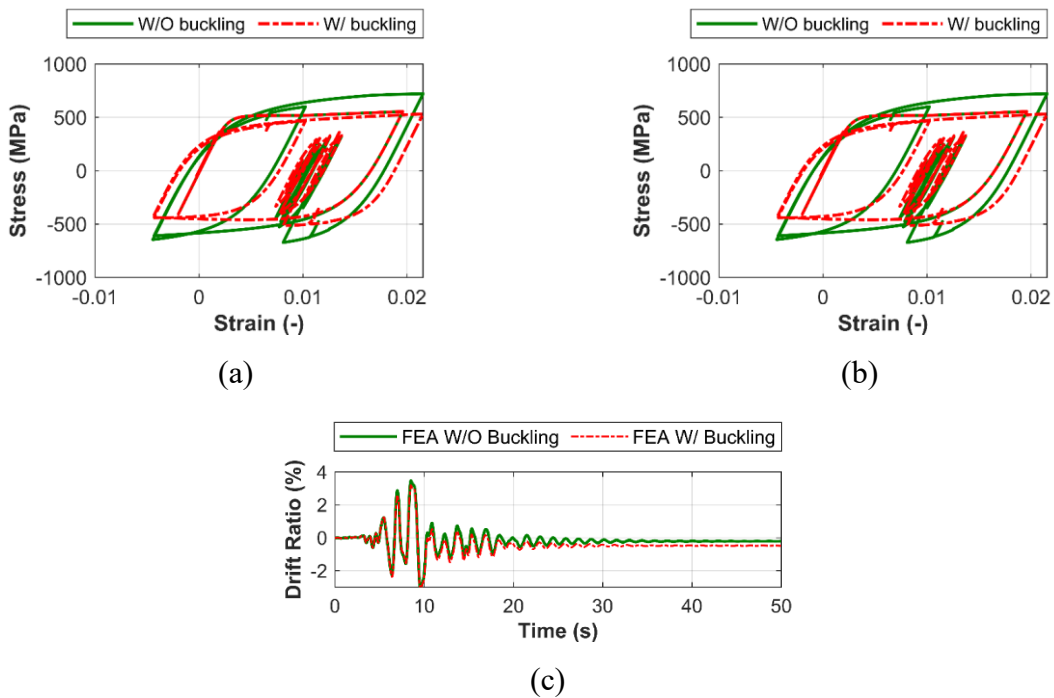 W/O buckling W/ buckling
1000
500
0
-500
-1000
Stress (MPa)
-0.01 0 0.01 0.02
Strain (-)
(a)
W/O buckling W/ buckling
1000
500
0
-500
-1000
Stress (MPa)
-0.01 0 0.01 0.02
Strain (-)
(b)
FEA W/O Buckling FEA W/ Buckling
4
2
0
-2
Drift Ratio (%)
0 10 20 30 40 50
Time (s)
(c)